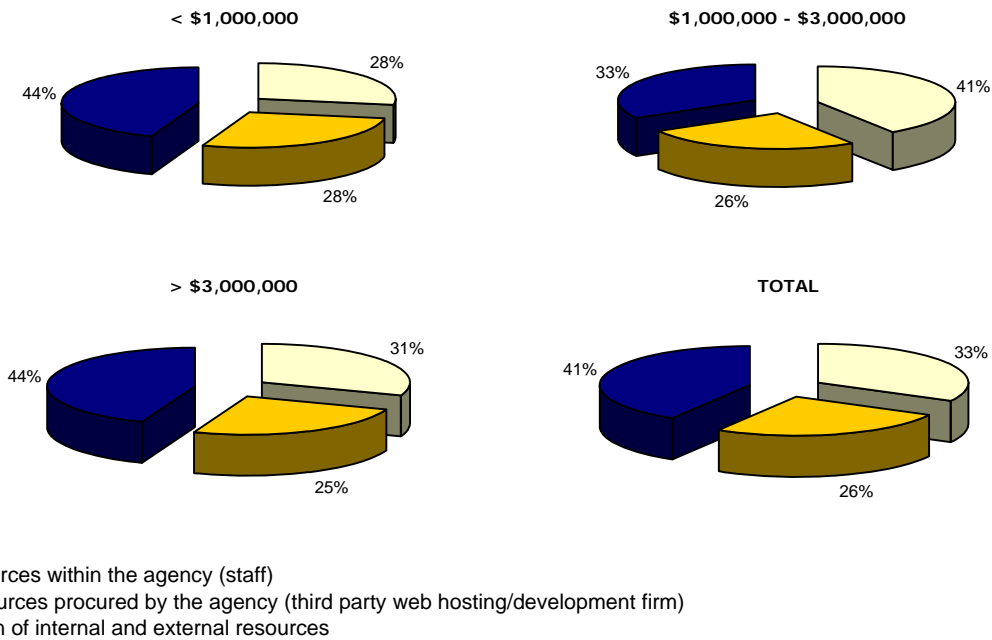 < $1,000,000
$1,000,000 - $3,000,000
28%
44%
28%
33%
41%
26%
> $3,000,000
TOTAL
31%
44%
25%
33%
41%
26%
within the agency (staff)
procured by the agency (third party web hosting/development firm)
of internal and external resources